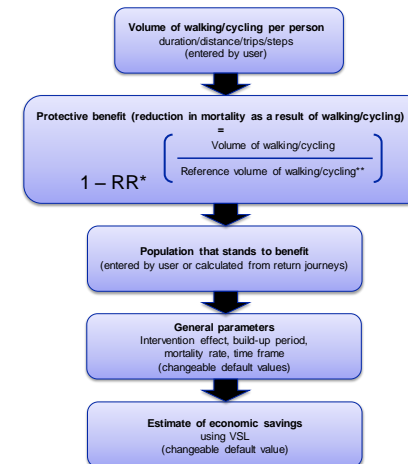 Volume of walking/cycling per person
duration/distance/trips/steps
(entered by user)
Protective benefit (reduction in mortality as a result of walking/cycling)
=
1 – RR*
Volume of walking/cycling
Reference volume of walking/cycling**
Population that stands to benefit
(entered by user or calculated from return journeys)
General parameters
Intervention effect, build-up period,
mortality rate, time frame
(changeable default values)
Estimate of economic savings
using VSL
(changeable default value)